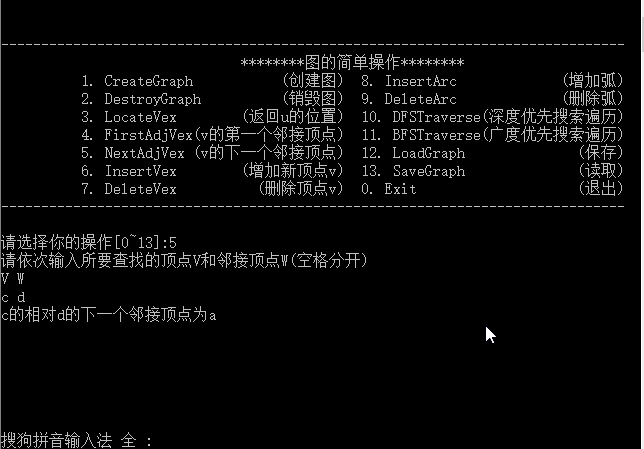 ********图的简单操作********
1. CreateGraph (创建图) 8. InsertArc (增加弧)
2. DestroyGraph (销毁图) 9. DeleteArc (删除弧)
3. LocateVex (返回u的位置) 10. DFSTraverse(深度优先搜索遍历)
4. FirstAdjVex(v的第一个邻接顶点) 11. BFSTraverse(广度优先搜索遍历)
5. NextAdjVex (v的下一个邻接顶点) 12. LoadGraph (保存)
6. InsertVex (增加新顶点v) 13. SaveGraph (读取)
7. DeleteVex (删除顶点v) 0. Exit (退出)
请选择你的操作[0~13]:5
请依次输入所要查找的顶点V和邻接顶点W(空格分开)
V W
c d
c的相对d的下一个邻接顶点为a
搜狗拼音输入法 全 :